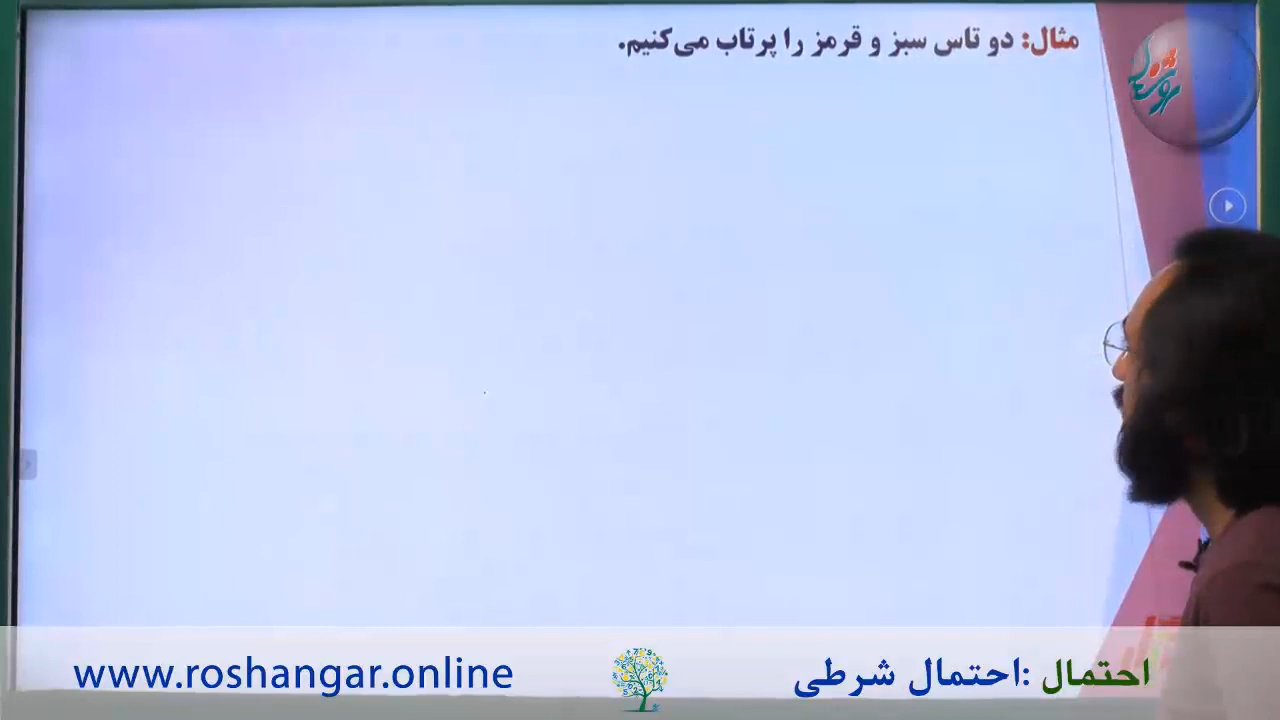 مثال: دو تاس سبز و قرمز را پرتاب می‌کنیم.
احتمال: احتمال شرطی
www.roshangar.online